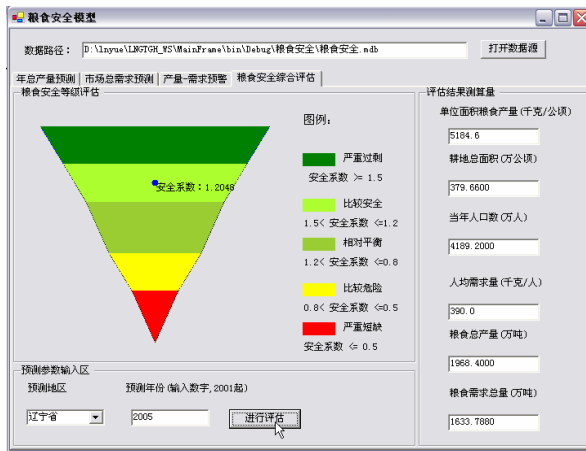 粮食安全模型
数据路径： D:\lnyue\LNGTGH_WS\MainFrame\bin\Debug\粮食安全\粮食安全.mdb 打开数据源
年总产量预测 市场总需求预测 产量-需求预警 粮食安全综合评估
粮食安全等级评估
图例：
严重过剩
安全系数 >= 1.5
比较安全
1.5< 安全系数 <=1.2
相对平衡
1.2< 安全系数 <=0.8
比较危险
0.8< 安全系数 <=0.5
严重短缺
安全系数 <= 0.5
安全系数：1.2048
评估结果测算量
单位面积粮食产量(千克/公顷)
5184.6
耕地总面积(万公顷)
379.6600
当年人口数(万人)
4189.2000
人均需求量(千克/人)
390.0
粮食总产量(万吨)
1968.4000
粮食需求总量(万吨)
1633.7880
预测参数输入区
预测地区 预测年份(输入数字,2001起)
辽宁省 2005 进行评估